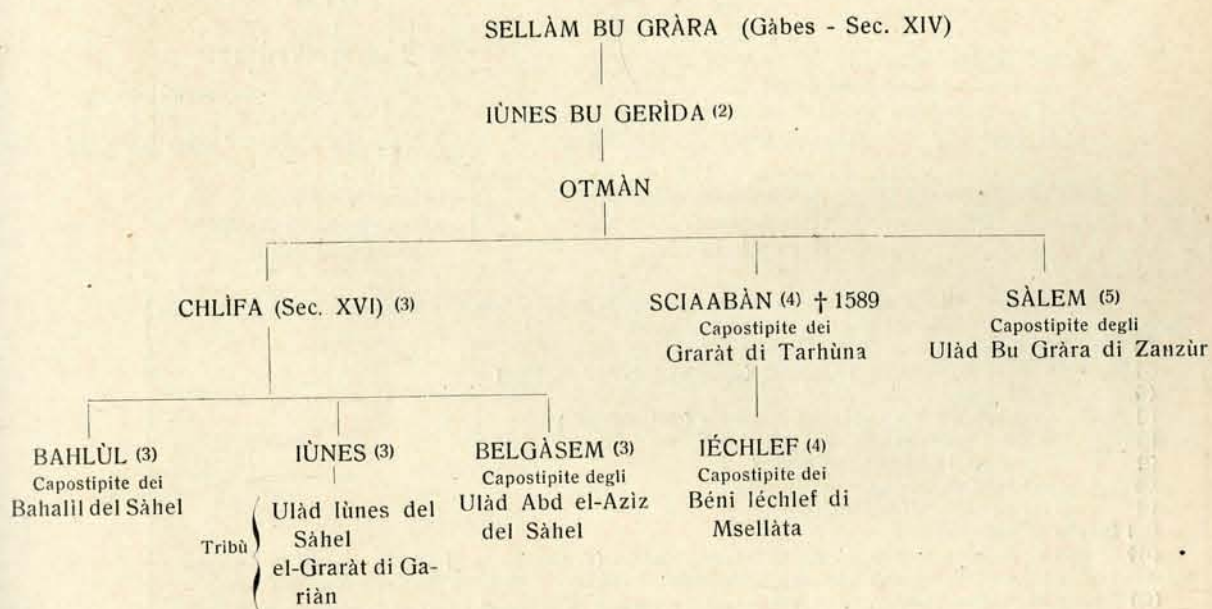 SELLÀM BU GRÀRA (Gàbes - Sec. XIV)
IÙNES BU GERÌDA (2)
OTMÀN
CHLÌFA (Sec. XVI) (3)
SCIAABÀN (4) † 1589
Capostipite dei
Graràt di Tarhùna
SÀLEM (5)
Capostipite degli
Ulàd Bu Gràra di Zanzùr
BAHLÙL (3)
Capostipite dei
Bahalìl del Sàhel
IÙNES (3)
Tribù
Ulàd Iùnes del
Sàhel
el-Graràt di Ga-
riàn
BELGÀSEM (3)
Capostipite degli
Ulàd Abd el-Azìz
del Sàhel
IÉCHLEF (4)
Capostipite dei
Béni Iéchlef di
Msellàta